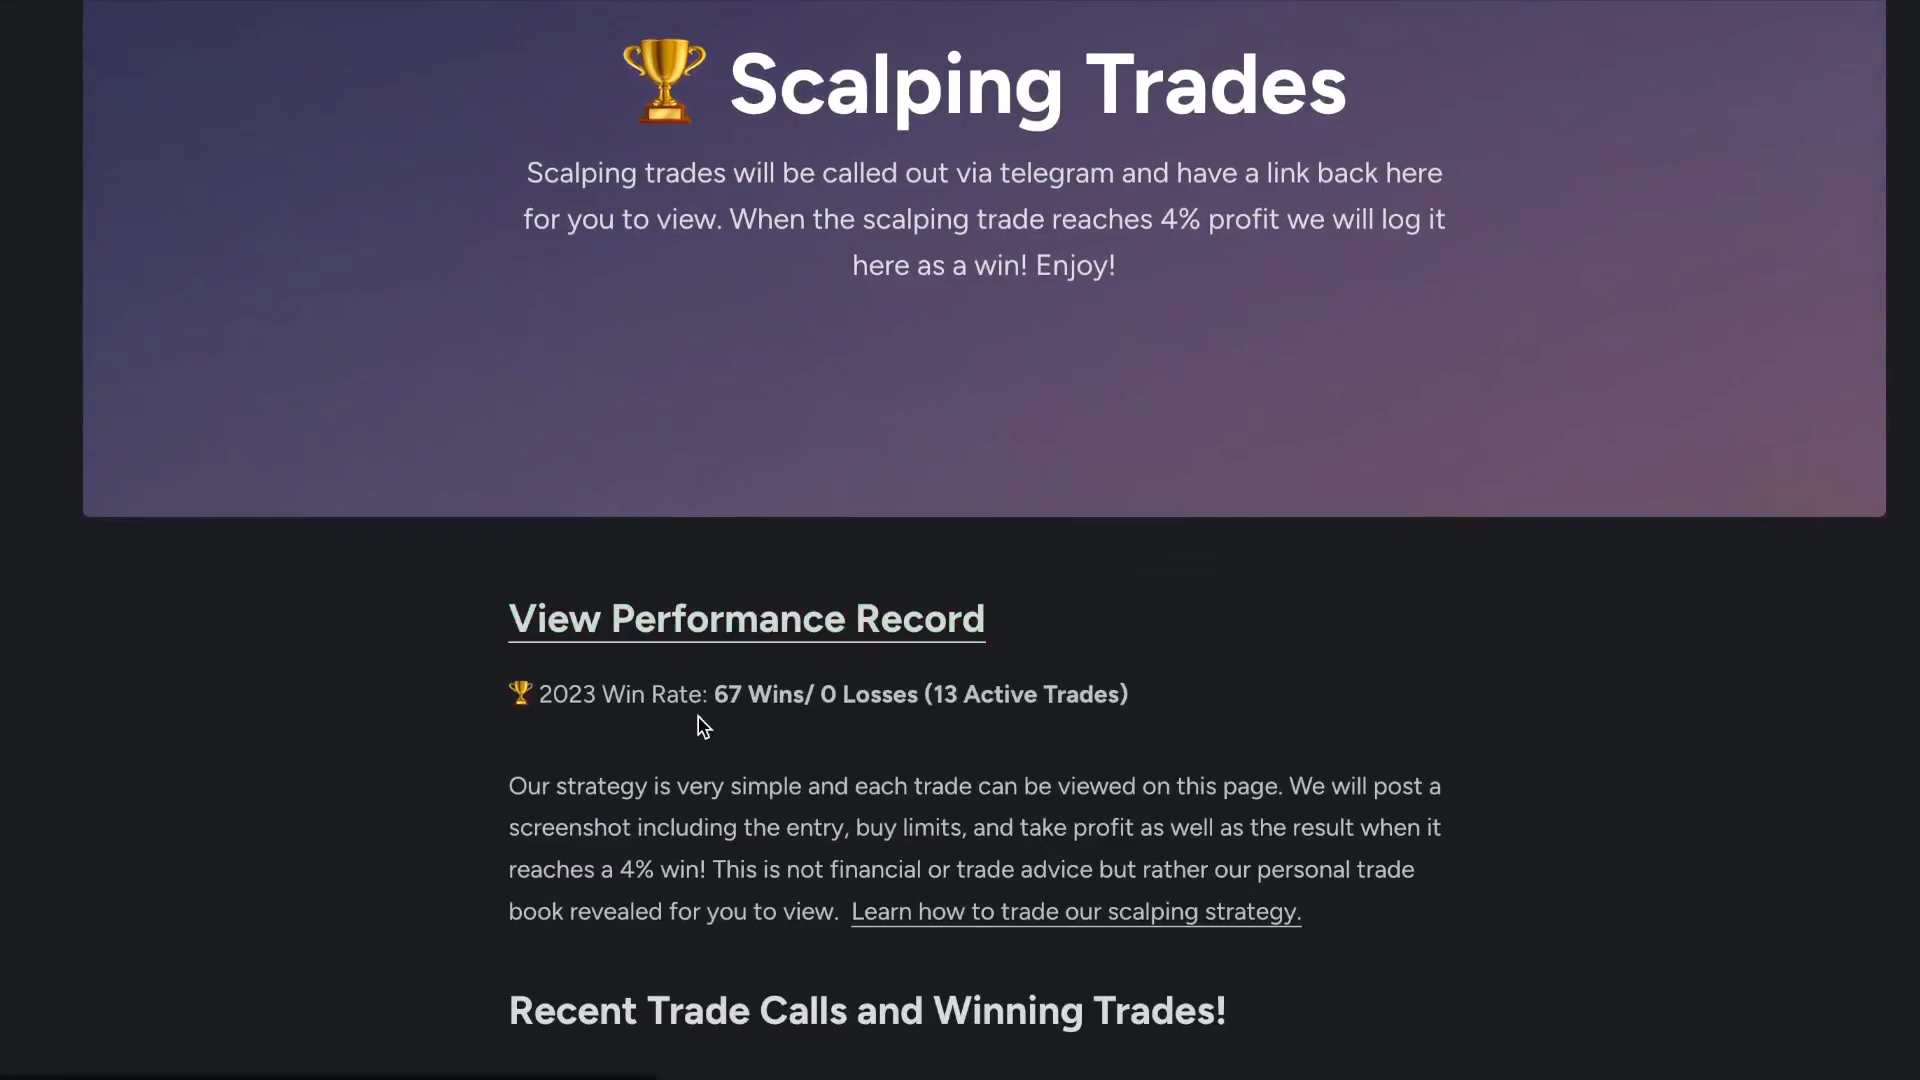 🏆 Scalping Trades
Scalping trades will be called out via telegram and have a link back here
for you to view. When the scalping trade reaches 4% profit we will log it
here as a win! Enjoy!
View Performance Record
🏆 2023 Win Rate: 67 Wins/ 0 Losses (13 Active Trades)
Our strategy is very simple and each trade can be viewed on this page. We will post a
screenshot including the entry, buy limits, and take profit as well as the result when it
reaches a 4% win! This is not financial or trade advice but rather our personal trade
book revealed for you to view. Learn how to trade our scalping strategy.
Recent Trade Calls and Winning Trades!